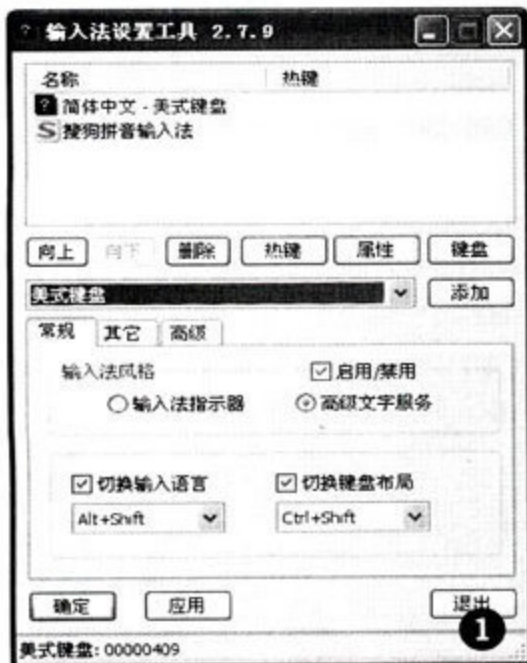 输入法设置工具 2.7.9
名称 热键
简体中文 - 美式键盘
搜狗拼音输入法
向上 向下 删除 热键 属性 键盘
美式键盘 添加
常规 其它 高级
输入法风格 启用/禁用
输入法指示器 高级文字服务
切换输入语言 切换键盘布局
Alt+Shift Ctrl+Shift
确定 应用 退出
1
美式键盘: 00000409